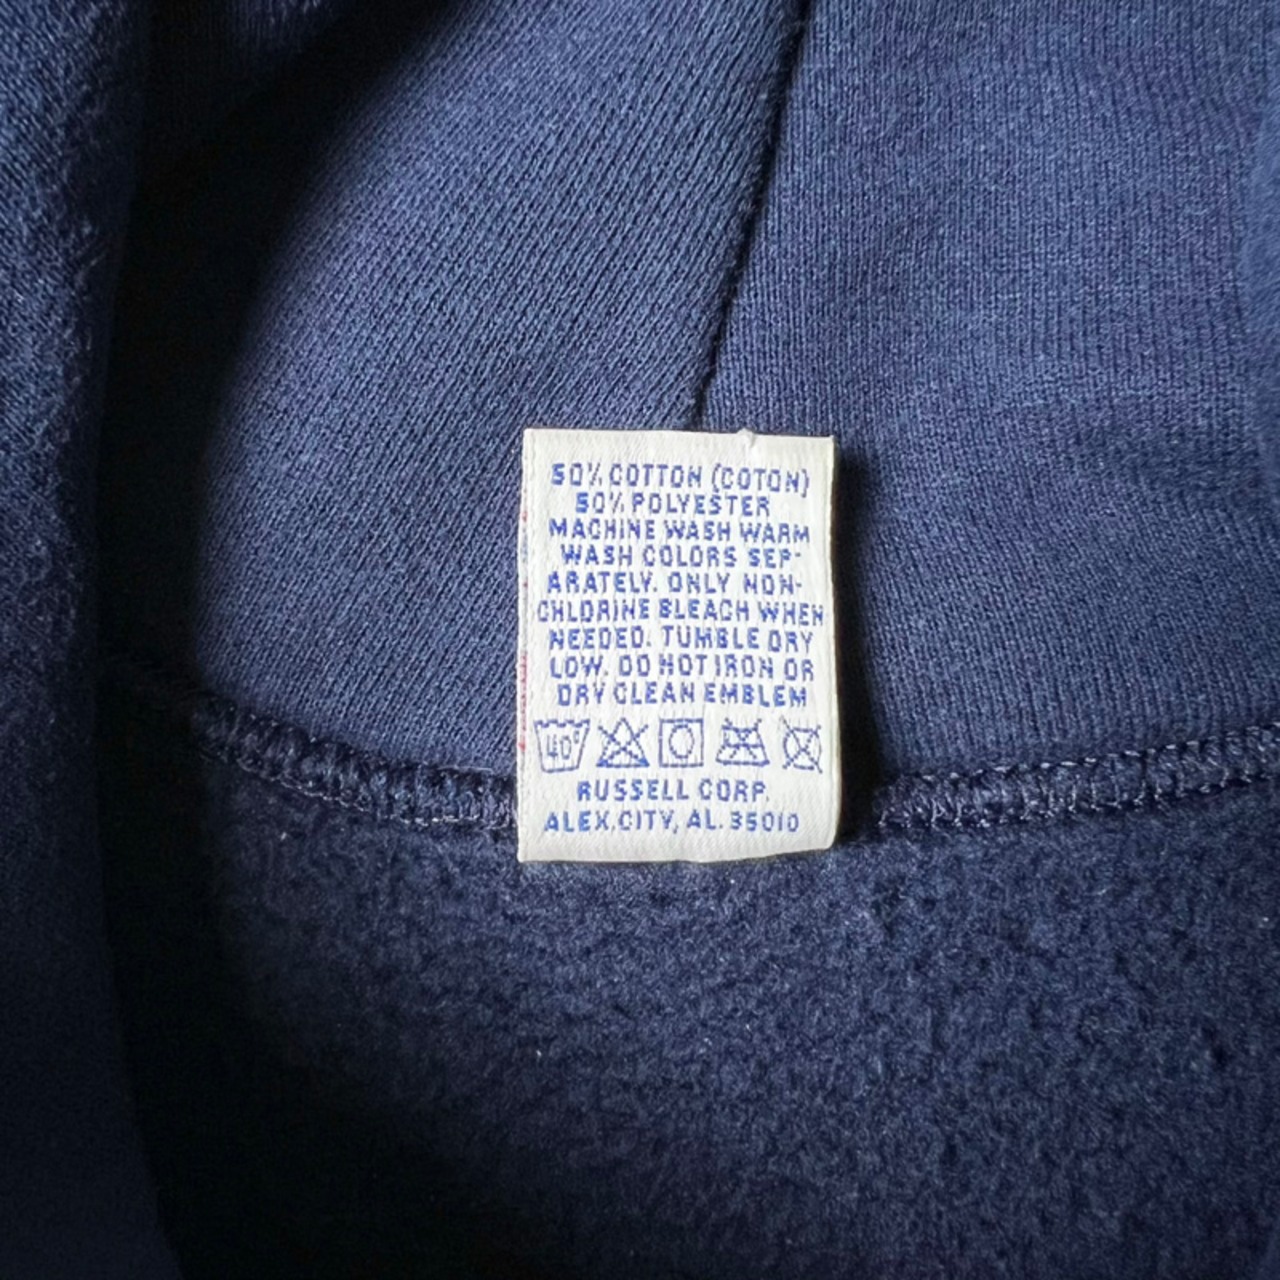 50% COTTON (COTON)
50% POLYESTER
MACHINE WASH WARM
WASH COLORS SEP-
ARATELY. ONLY NON-
CHLORINE BLEACH WHEN
NEEDED. TUMBLE DRY
LOW. DO NOT IRON OR
DRY CLEAN EMBLEM
40°
RUSSELL CORP.
ALEX.CITY, AL. 35010